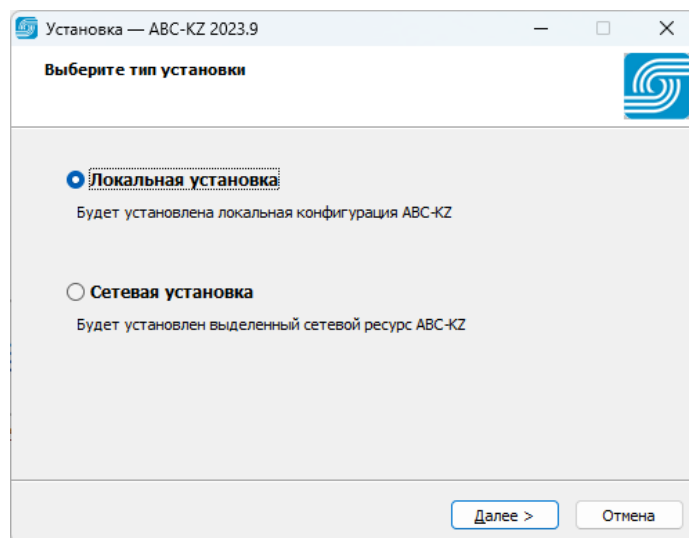 Установка — ABC-KZ 2023.9
Выберите тип установки
Локальная установка
Будет установлена локальная конфигурация ABC-KZ
Сетевая установка
Будет установлен выделенный сетевой ресурс ABC-KZ
Далее >
Отмена